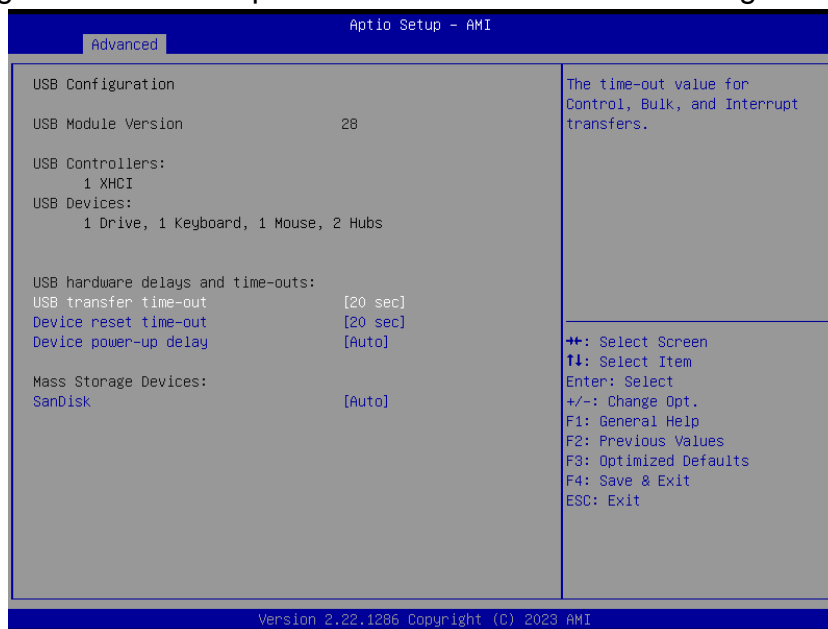 Aptio Setup – AMI
Advanced
USB Configuration
USB Module Version 28
USB Controllers:
1 XHCI
USB Devices:
1 Drive, 1 Keyboard, 1 Mouse, 2 Hubs
USB hardware delays and time-outs:
USB transfer time-out [20 sec]
Device reset time-out [20 sec]
Device power-up delay [Auto]
Mass Storage Devices:
SanDisk [Auto]
The time-out value for
Control, Bulk, and Interrupt
transfers.
→←: Select Screen
↑↓: Select Item
Enter: Select
+/-: Change Opt.
F1: General Help
F2: Previous Values
F3: Optimized Defaults
F4: Save & Exit
ESC: Exit
Version 2.22.1286 Copyright (C) 2023 AMI